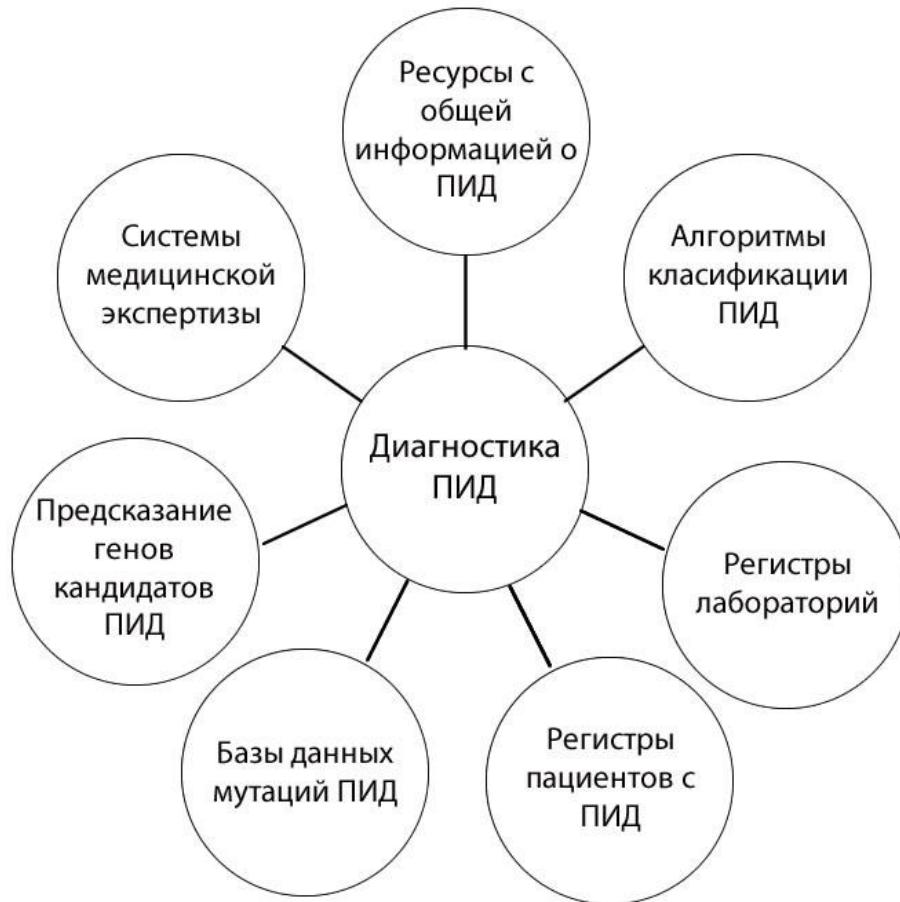 Ресурсы с
общей
информацией о
ПИД
Системы
медицинской
экспертизы
Алгоритмы
класификации
ПИД
Диагностика
ПИД
Предсказание
генов
кандидатов
ПИД
Регистры
лабораторий
Базы данных
мутаций ПИД
Регистры
пациентов с
ПИД